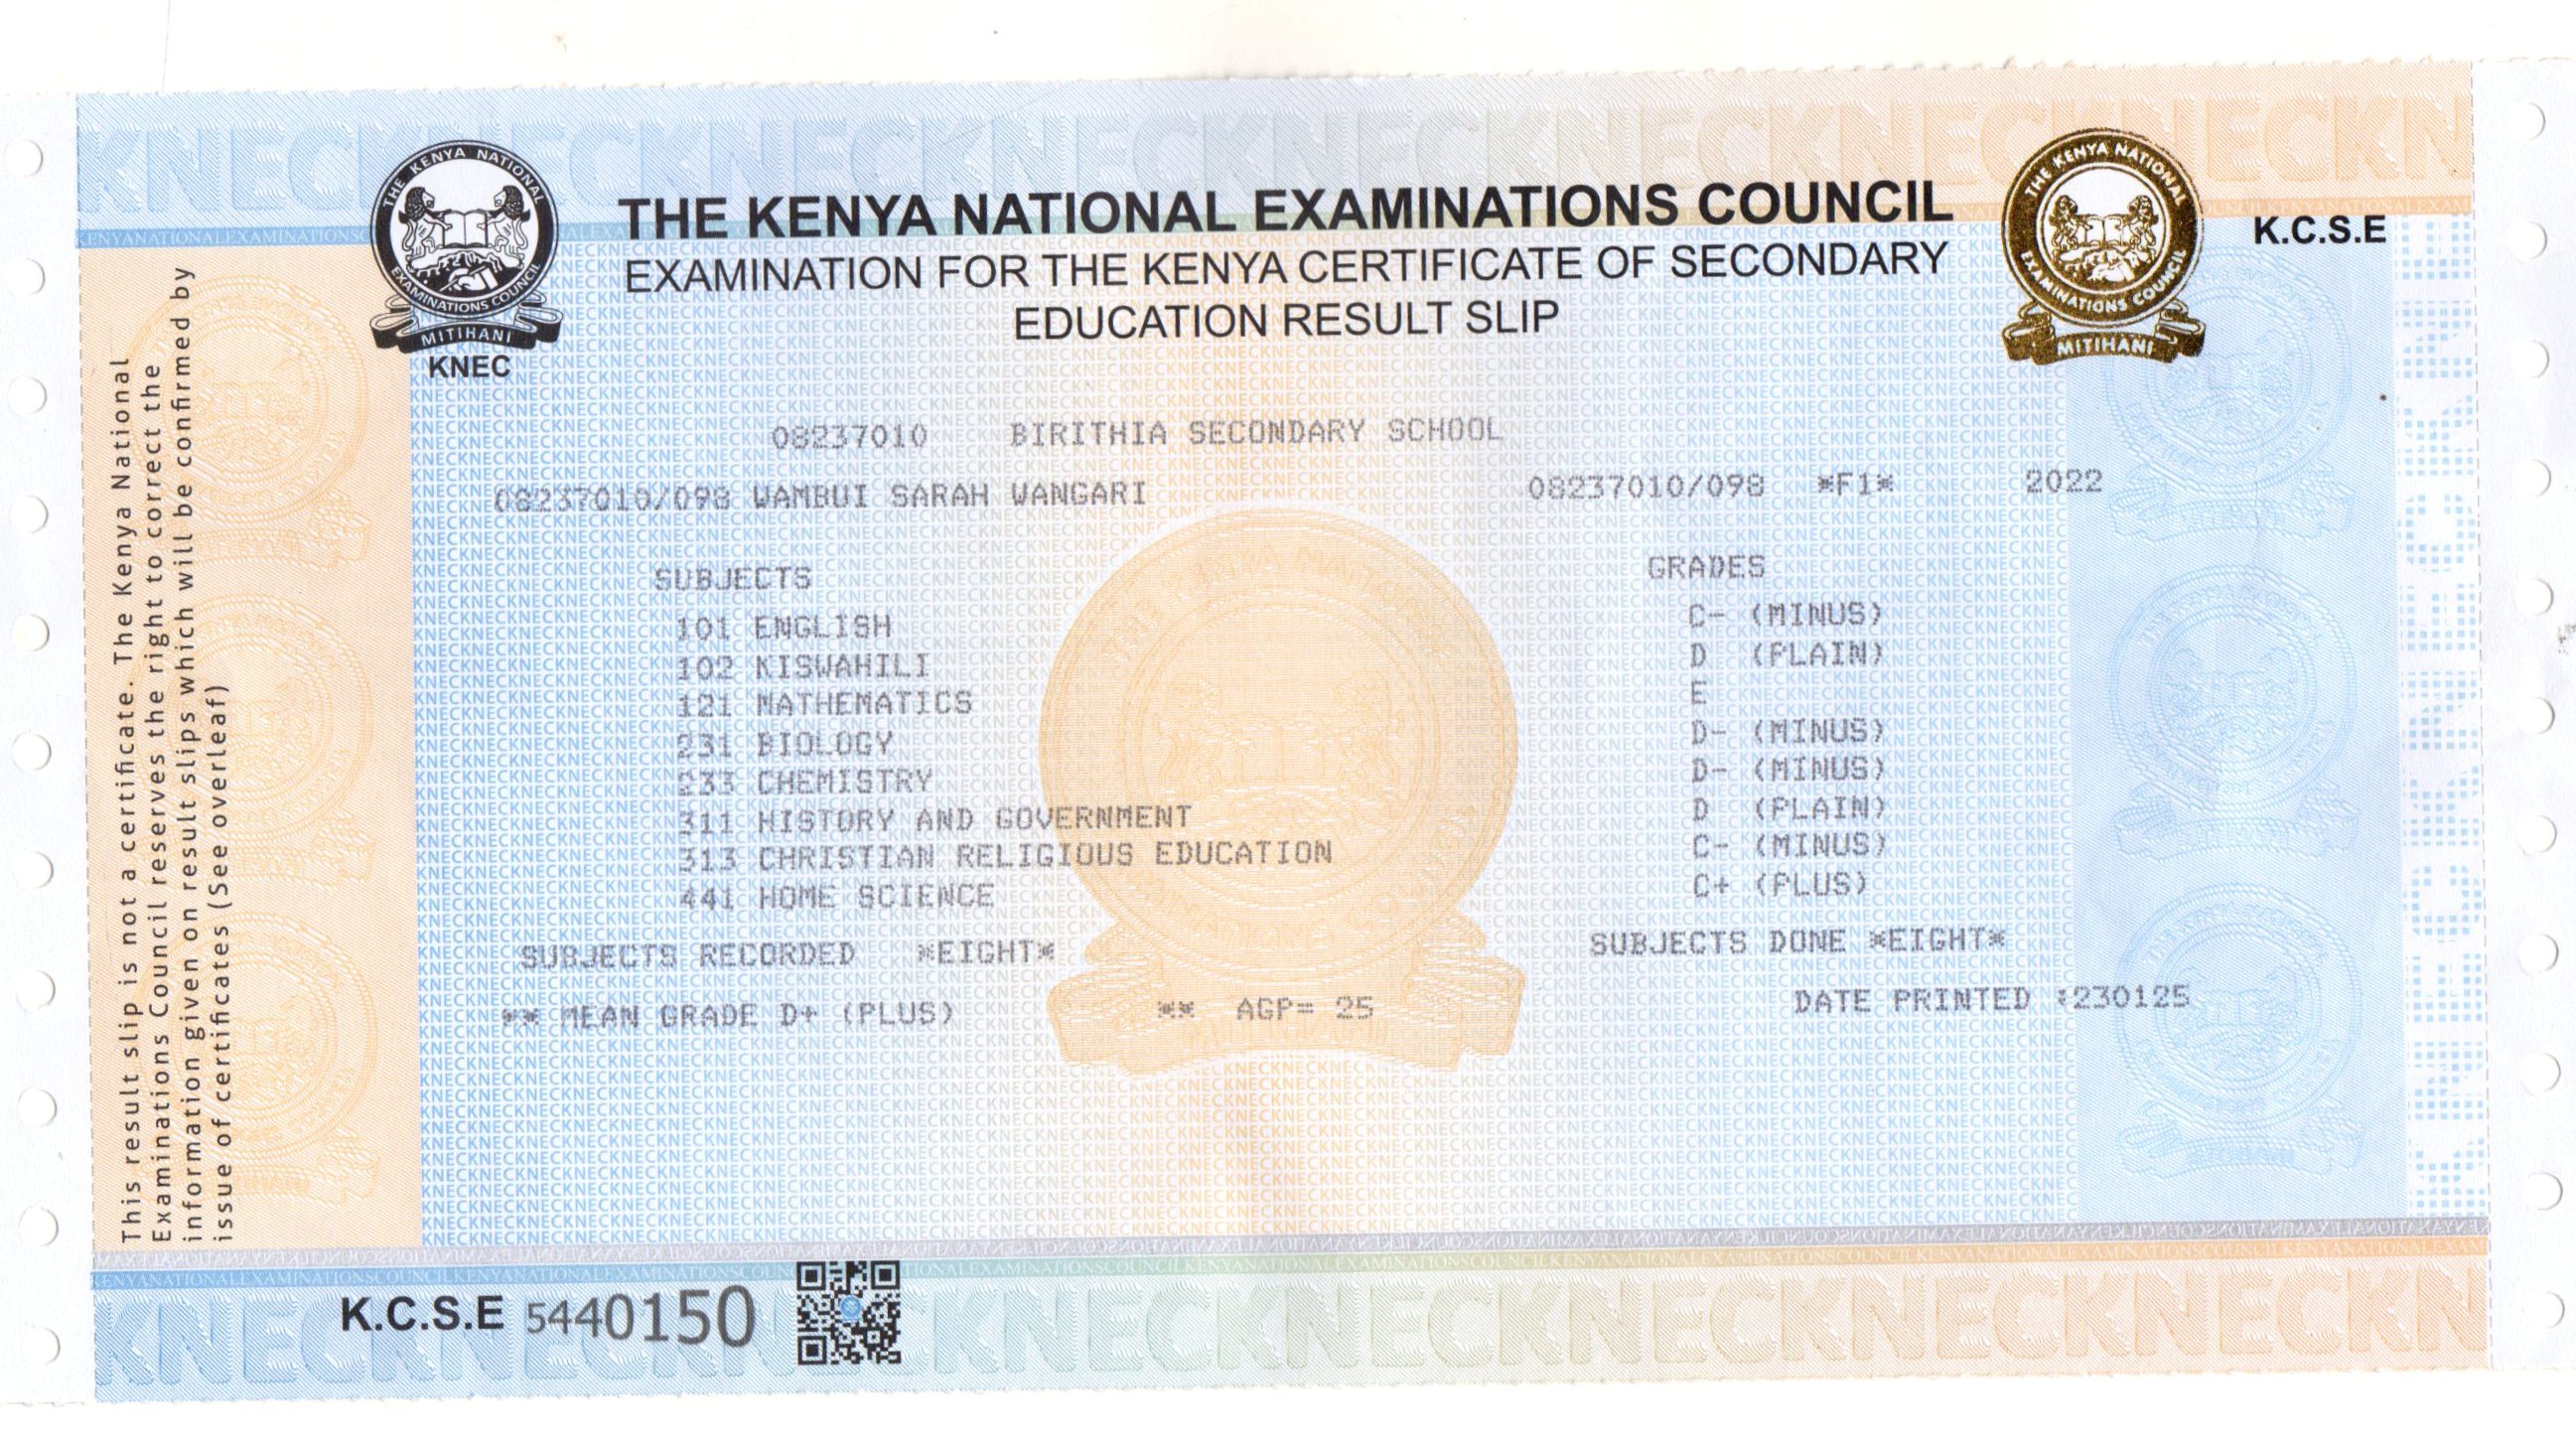 THE KENYA NATIONAL EXAMINATIONS COUNCIL
EXAMINATION FOR THE KENYA CERTIFICATE OF SECONDARY
EDUCATION RESULT SLIP
K.C.S.E
THE KENYA NATIONAL
EXAMINATIONS COUNCIL
MITIHANI
KNEC
THE KENYA NATIONAL
EXAMINATIONS COUNCIL
MITIHANI
08237010 BIRITHIA SECONDARY SCHOOL
08237010/098 WAMBUI SARAH WANGARI 08237010/098 *F1* 2022
SUBJECTS GRADES
101 ENGLISH C- (MINUS)
102 KISWAHILI D (PLAIN)
121 MATHEMATICS E
231 BIOLOGY D- (MINUS)
233 CHEMISTRY D- (MINUS)
311 HISTORY AND GOVERNMENT D (PLAIN)
313 CHRISTIAN RELIGIOUS EDUCATION C- (MINUS)
441 HOME SCIENCE C+ (PLUS)
SUBJECTS RECORDED *EIGHT* SUBJECTS DONE *EIGHT*
** MEAN GRADE D+ (PLUS) ** AGP= 25 DATE PRINTED :230125
This result slip is not a certificate. The Kenya National
Examinations Council reserves the right to correct the
information given on result slips which will be confirmed by
issue of certificates (See overleaf)
K.C.S.E 5440150